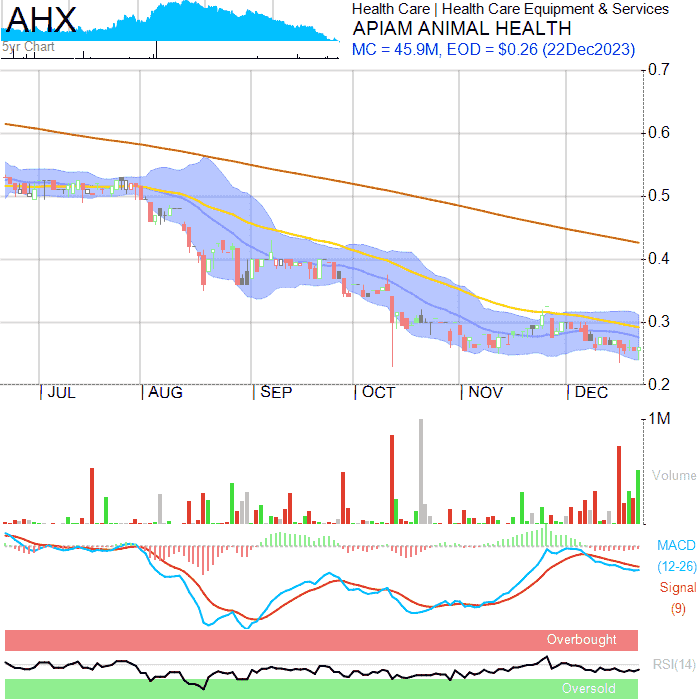 AHX
5yr Chart
Health Care | Health Care Equipment & Services
APIAM ANIMAL HEALTH
MC = 45.9M, EOD = $0.26 (22Dec2023)
0.7
0.6
0.5
0.4
0.3
0.2
JUL
AUG
SEP
OCT
NOV
DEC
1M
Volume
MACD
(12-26)
Signal
(9)
Overbought
RSI(14)
Oversold